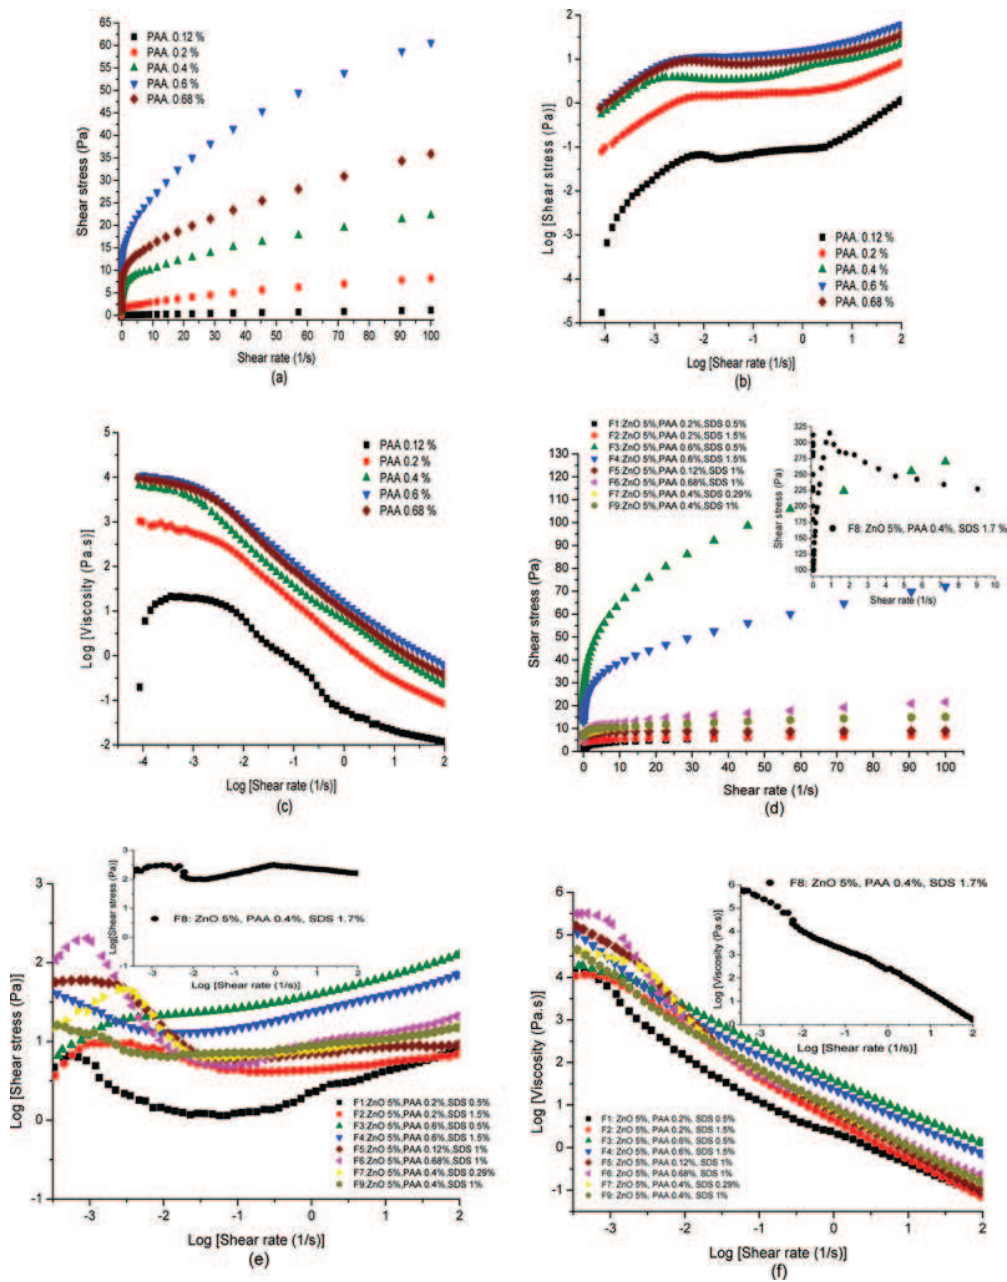 65
60
55
50
45
40
35
30
25
20
15
10
5
0
Shear stress (Pa)
PAA. 0.12 %
PAA. 0.2 %
PAA. 0.4 %
PAA. 0.6 %
PAA. 0.68 %
0 10 20 30 40 50 60 70 80 90 100
Shear rate (1/s)
(a)
2
1
0
-1
-2
-3
-4
-5
Log [Shear stress (Pa)]
PAA. 0.12 %
PAA. 0.2 %
PAA. 0.4 %
PAA. 0.6 %
PAA. 0.68 %
-4 -3 -2 -1 0 1 2
Log [Shear rate (1/s)]
(b)
5
4
3
2
1
0
-1
-2
Log [Viscosity (Pa.s)]
PAA 0.12 %
PAA 0.2 %
PAA 0.4 %
PAA 0.6 %
PAA 0.68 %
-4 -3 -2 -1 0 1 2
Log [Shear rate (1/s)]
(c)
F1:ZnO 5%,PAA 0.2%,SDS 0.5%
F2:ZnO 5%,PAA 0.2%,SDS 1.5%
F3:ZnO 5%,PAA 0.6%,SDS 0.5%
F4:ZnO 5%,PAA 0.6%,SDS 1.5%
F5:ZnO 5%,PAA 0.12%,SDS 1%
F6:ZnO 5%,PAA 0.68%,SDS 1%
F7:ZnO 5%,PAA 0.4%,SDS 0.29%
F9:ZnO 5%,PAA 0.4%,SDS 1%
130
120
110
100
90
80
70
60
50
40
30
20
10
0
Shear stress (Pa)
325
300
275
250
225
200
175
150
125
100
Shear stress (Pa)
F8: ZnO 5%, PAA 0.4%, SDS 1.7 %
0 1 2 3 4 5 6 7 8 9 10
Shear rate (1/s)
0 10 20 30 40 50 60 70 80 90 100
Shear rate (1/s)
(d)
3
2
1
0
-1
Log [Shear stress (Pa)]
3
2
1
0
-1
Log[Shear stress (Pa)]
F8: ZnO 5%, PAA 0.4%, SDS 1.7%
-3 -2 -1 0 1 2
Log [Shear rate (1/s)]
F1:ZnO 5%,PAA 0.2%,SDS 0.5%
F2:ZnO 5%,PAA 0.2%,SDS 1.5%
F3:ZnO 5%,PAA 0.6%,SDS 0.5%
F4:ZnO 5%,PAA 0.6%,SDS 1.5%
F5:ZnO 5%,PAA 0.12%,SDS 1%
F6:ZnO 5%,PAA 0.68%,SDS 1%
F7:ZnO 5%,PAA 0.4%,SDS 0.29%
F9:ZnO 5%,PAA 0.4%,SDS 1%
-3 -2 -1 0 1 2
Log [Shear rate (1/s)]
(e)
6
5
4
3
2
1
0
-1
Log [Viscosity (Pa.s)]
F8: ZnO 5%, PAA 0.4%, SDS 1.7%
6
5
4
3
2
1
0
Log [Viscosity (Pa.s)]
-3 -2 -1 0 1 2
Log [Shear rate (1/s)]
F1: ZnO 5%, PAA 0.2%, SDS 0.5%
F2: ZnO 5%, PAA 0.2%, SDS 1.5%
F3: ZnO 5%, PAA 0.6%, SDS 0.5%
F4: ZnO 5%, PAA 0.6%, SDS 1.5%
F5: ZnO 5%, PAA 0.12%, SDS 1%
F6: ZnO 5%, PAA 0.68%, SDS 1%
F7: ZnO 5%, PAA 0.4%, SDS 0.29%
F9: ZnO 5%, PAA 0.4%, SDS 1%
-3 -2 -1 0 1 2
Log [Shear rate (1/s)]
(f)